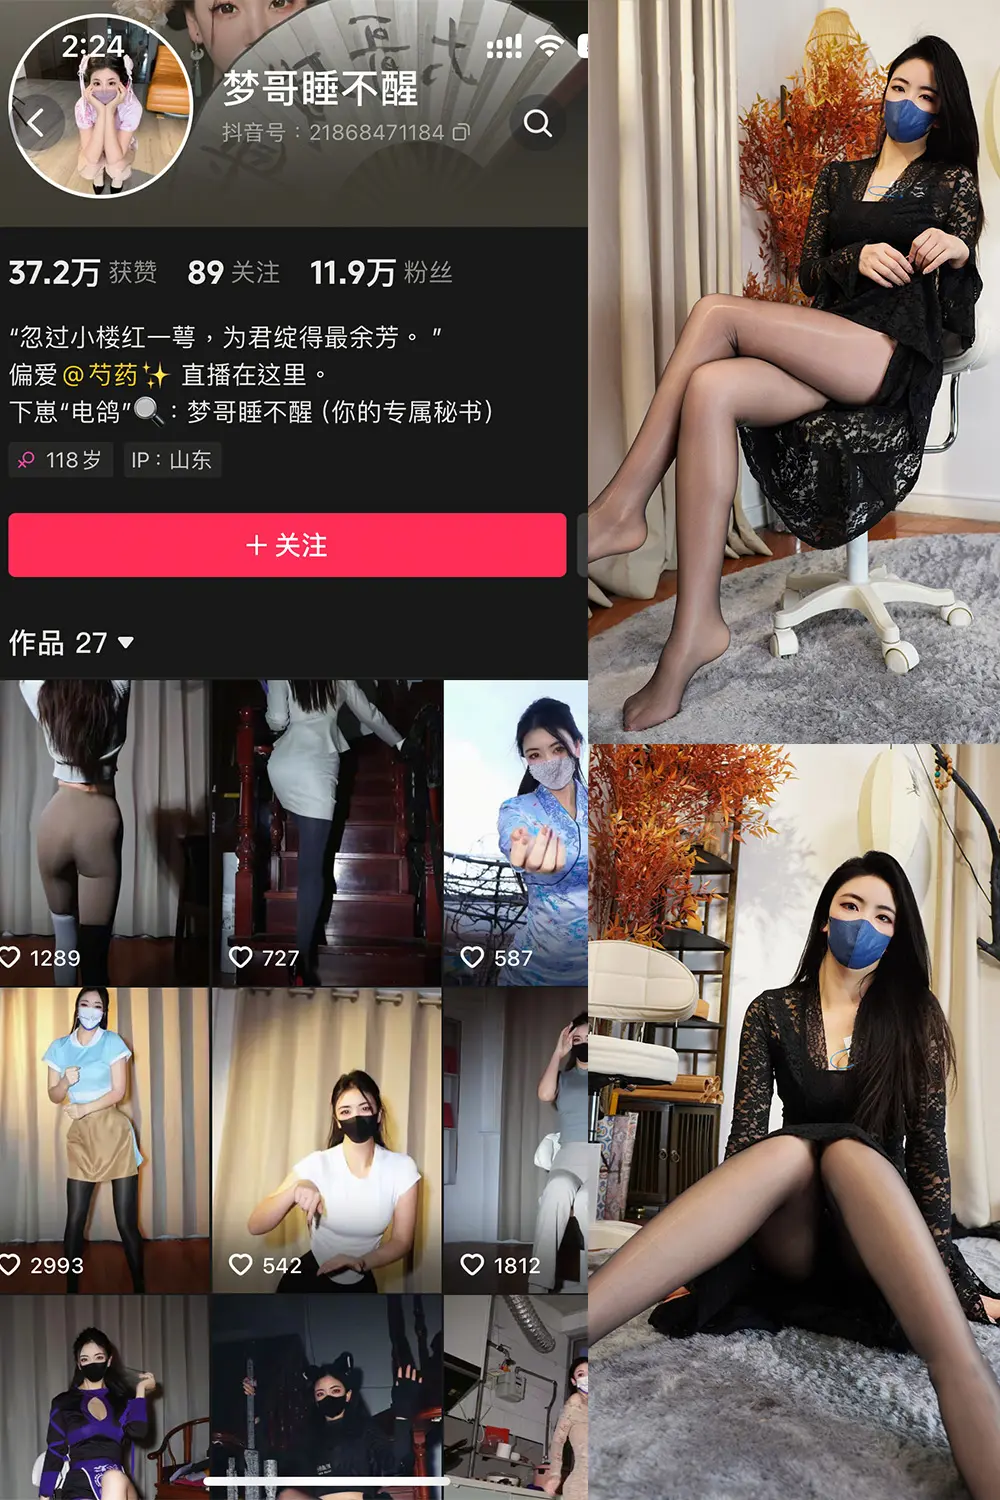 2:24
梦哥睡不醒
抖音号：21868471184
37.2万 获赞 89 关注 11.9万 粉丝
“忽过小楼红一萼，为君绽得最余芳。”
偏爱@芍药✨ 直播在这里。
下崽“电鸽”🔍：梦哥睡不醒（你的专属秘书）
118岁 IP：山东
＋关注
作品 27
1289 727 587
2993 542 1812